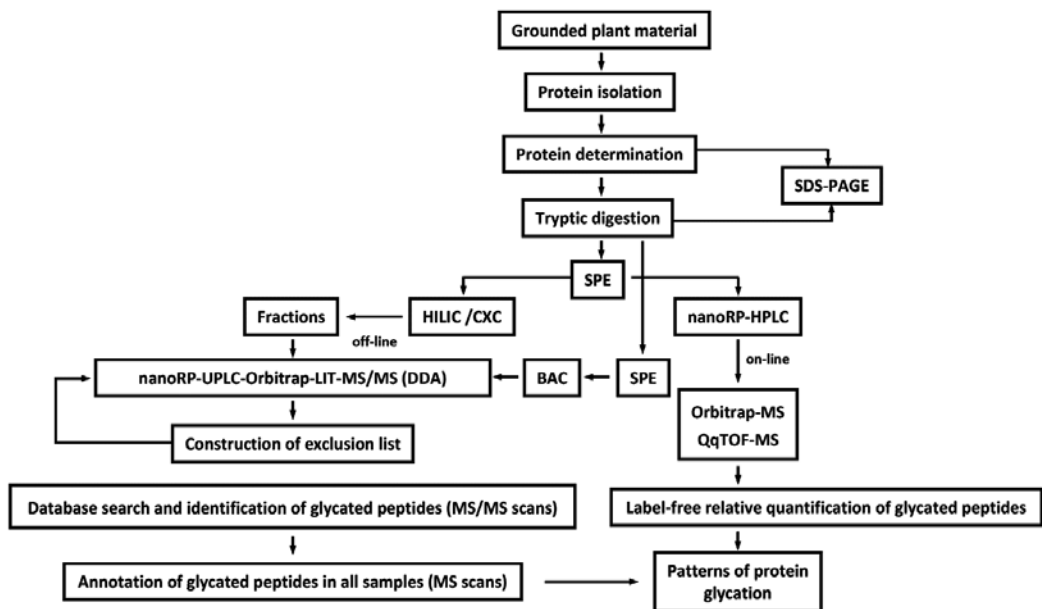 Grounded plant material
Protein isolation
Protein determination
SDS-PAGE
Tryptic digestion
SPE
Fractions
HILIC /CXC
nanoRP-HPLC
off-line
on-line
nanoRP-UPLC-Orbitrap-LIT-MS/MS (DDA)
BAC
SPE
Orbitrap-MS
QqTOF-MS
Construction of exclusion list
Database search and identification of glycated peptides (MS/MS scans)
Label-free relative quantification of glycated peptides
Annotation of glycated peptides in all samples (MS scans)
Patterns of protein
glycation